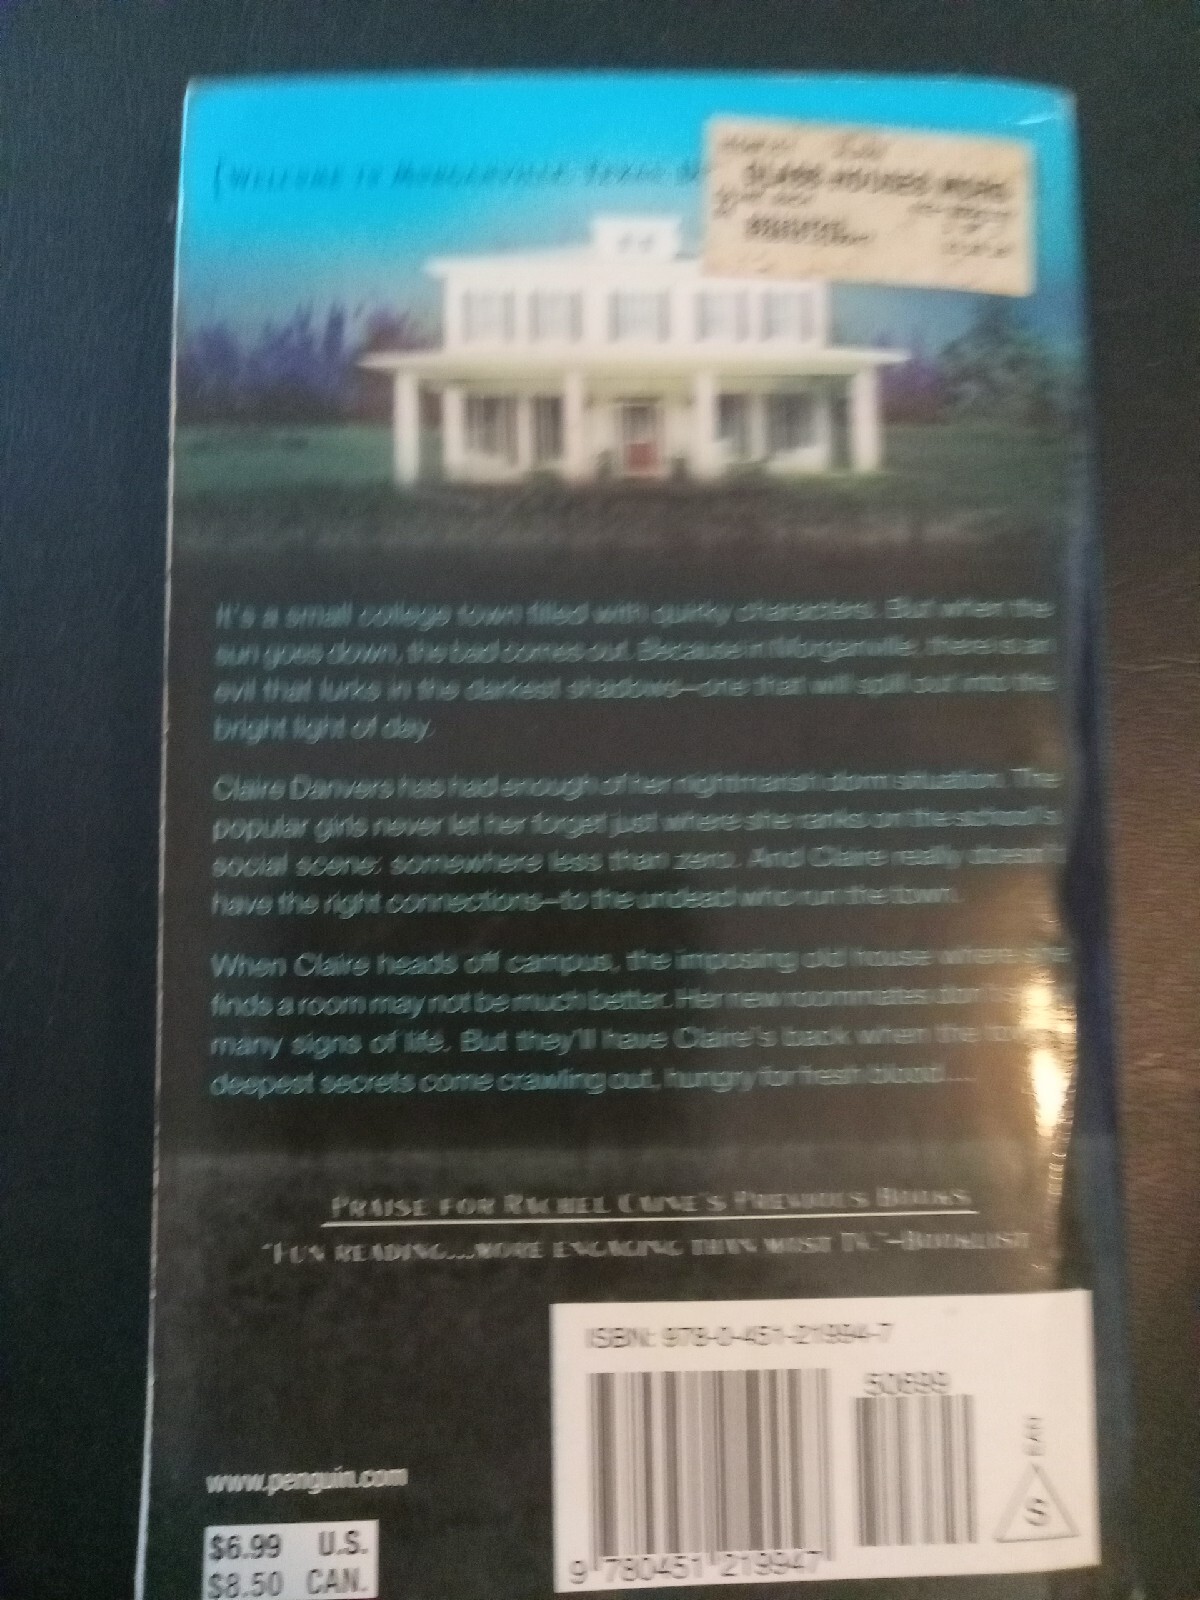 WELCOME TO MORGANVILLE, TEXAS
GLASS HOUSES
It's a small college town filled with quirky characters. But when the
sun goes down, the bad comes out. Because in Morganville, there is an
evil that lurks in the darkest shadows—one that will spill out into the
bright light of day.
Claire Danvers has had enough of her nightmarish dorm situation. The
popular girls never let her forget just where she ranks on the school's
social scene: somewhere less than zero. And Claire really doesn't
have the right connections—to the undead who run the town.
When Claire heads off campus, the imposing old house where she
finds a room may not be much better. Her new roommates don't
many signs of life. But they'll have Claire's back when the
deepest secrets come crawling out, hungry for fresh blood....
PRAISE FOR RACHEL CAINE'S PREVIOUS BOOKS
"FUN READING...MORE ENGAGING THAN MOST TV."—BOOKLIST
ISBN: 978-0-451-21994-7
50699
EAN
S
www.penguin.com
9 780451 219947
$6.99 U.S.
$8.50 CAN.